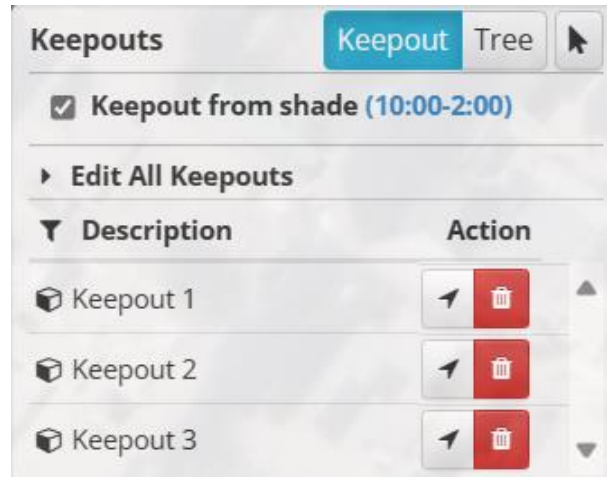 Keepouts Keepout Tree
Keepout from shade (10:00-2:00)
Edit All Keepouts
Description Action
Keepout 1
Keepout 2
Keepout 3